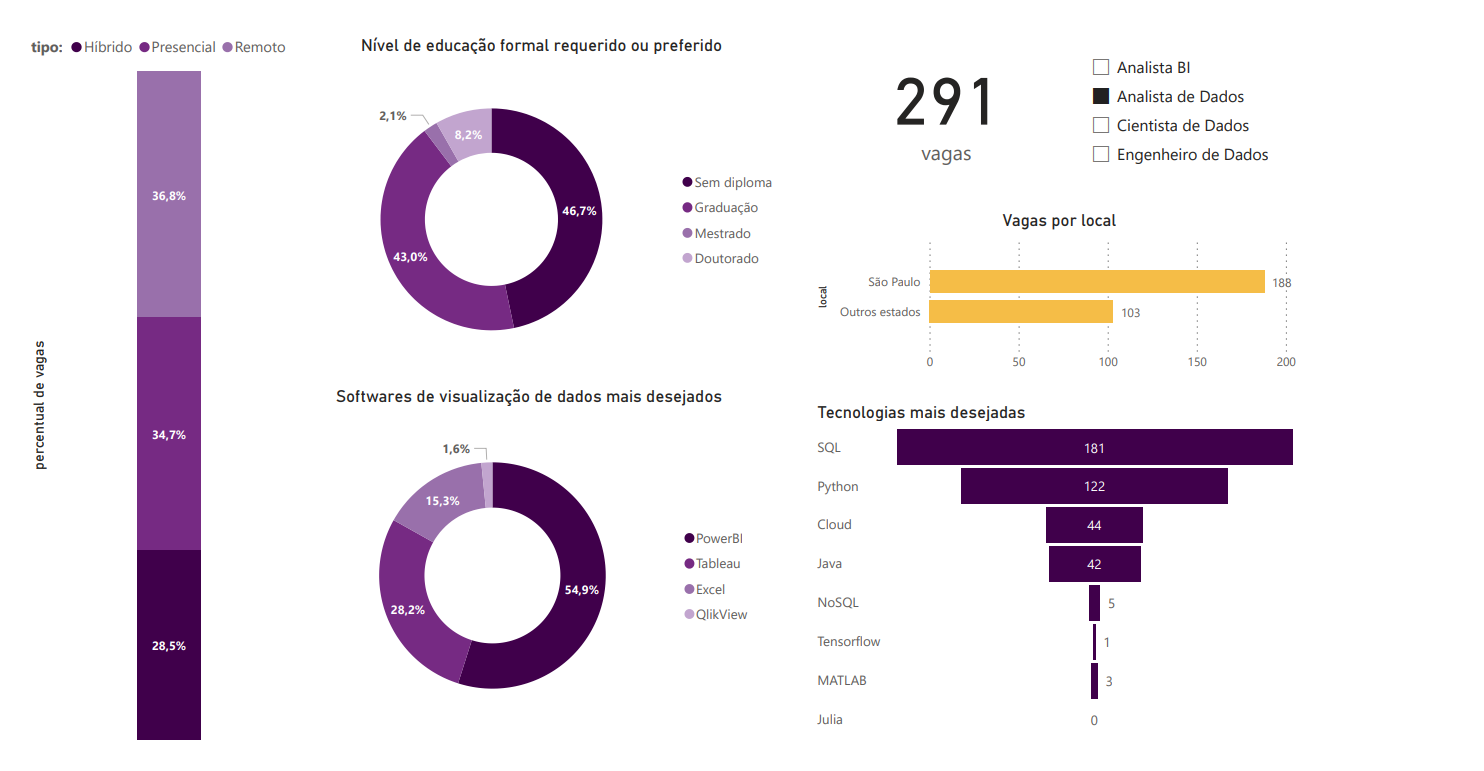 tipo: Híbrido Presencial Remoto
percentual de vagas
36,8%
34,7%
28,5%
Nível de educação formal requerido ou preferido
2,1%
8,2%
46,7%
43,0%
Sem diploma
Graduação
Mestrado
Doutorado
Softwares de visualização de dados mais desejados
1,6%
15,3%
54,9%
28,2%
PowerBI
Tableau
Excel
QlikView
291
vagas
Analista BI
Analista de Dados
Cientista de Dados
Engenheiro de Dados
Vagas por local
local
São Paulo 188
Outros estados 103
0 50 100 150 200
Tecnologias mais desejadas
SQL 181
Python 122
Cloud 44
Java 42
NoSQL 5
Tensorflow 1
MATLAB 3
Julia 0